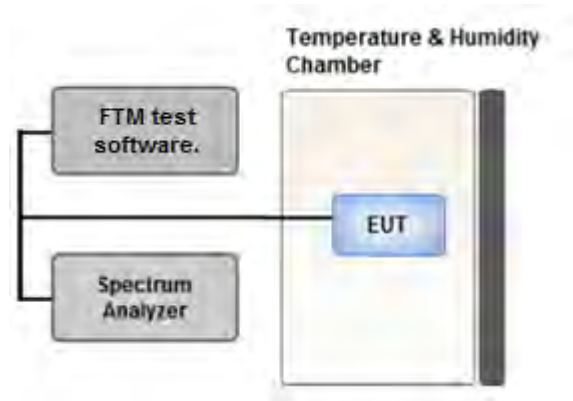 Temperature & Humidity
Chamber
FTM test
software.
EUT
Spectrum
Analyzer